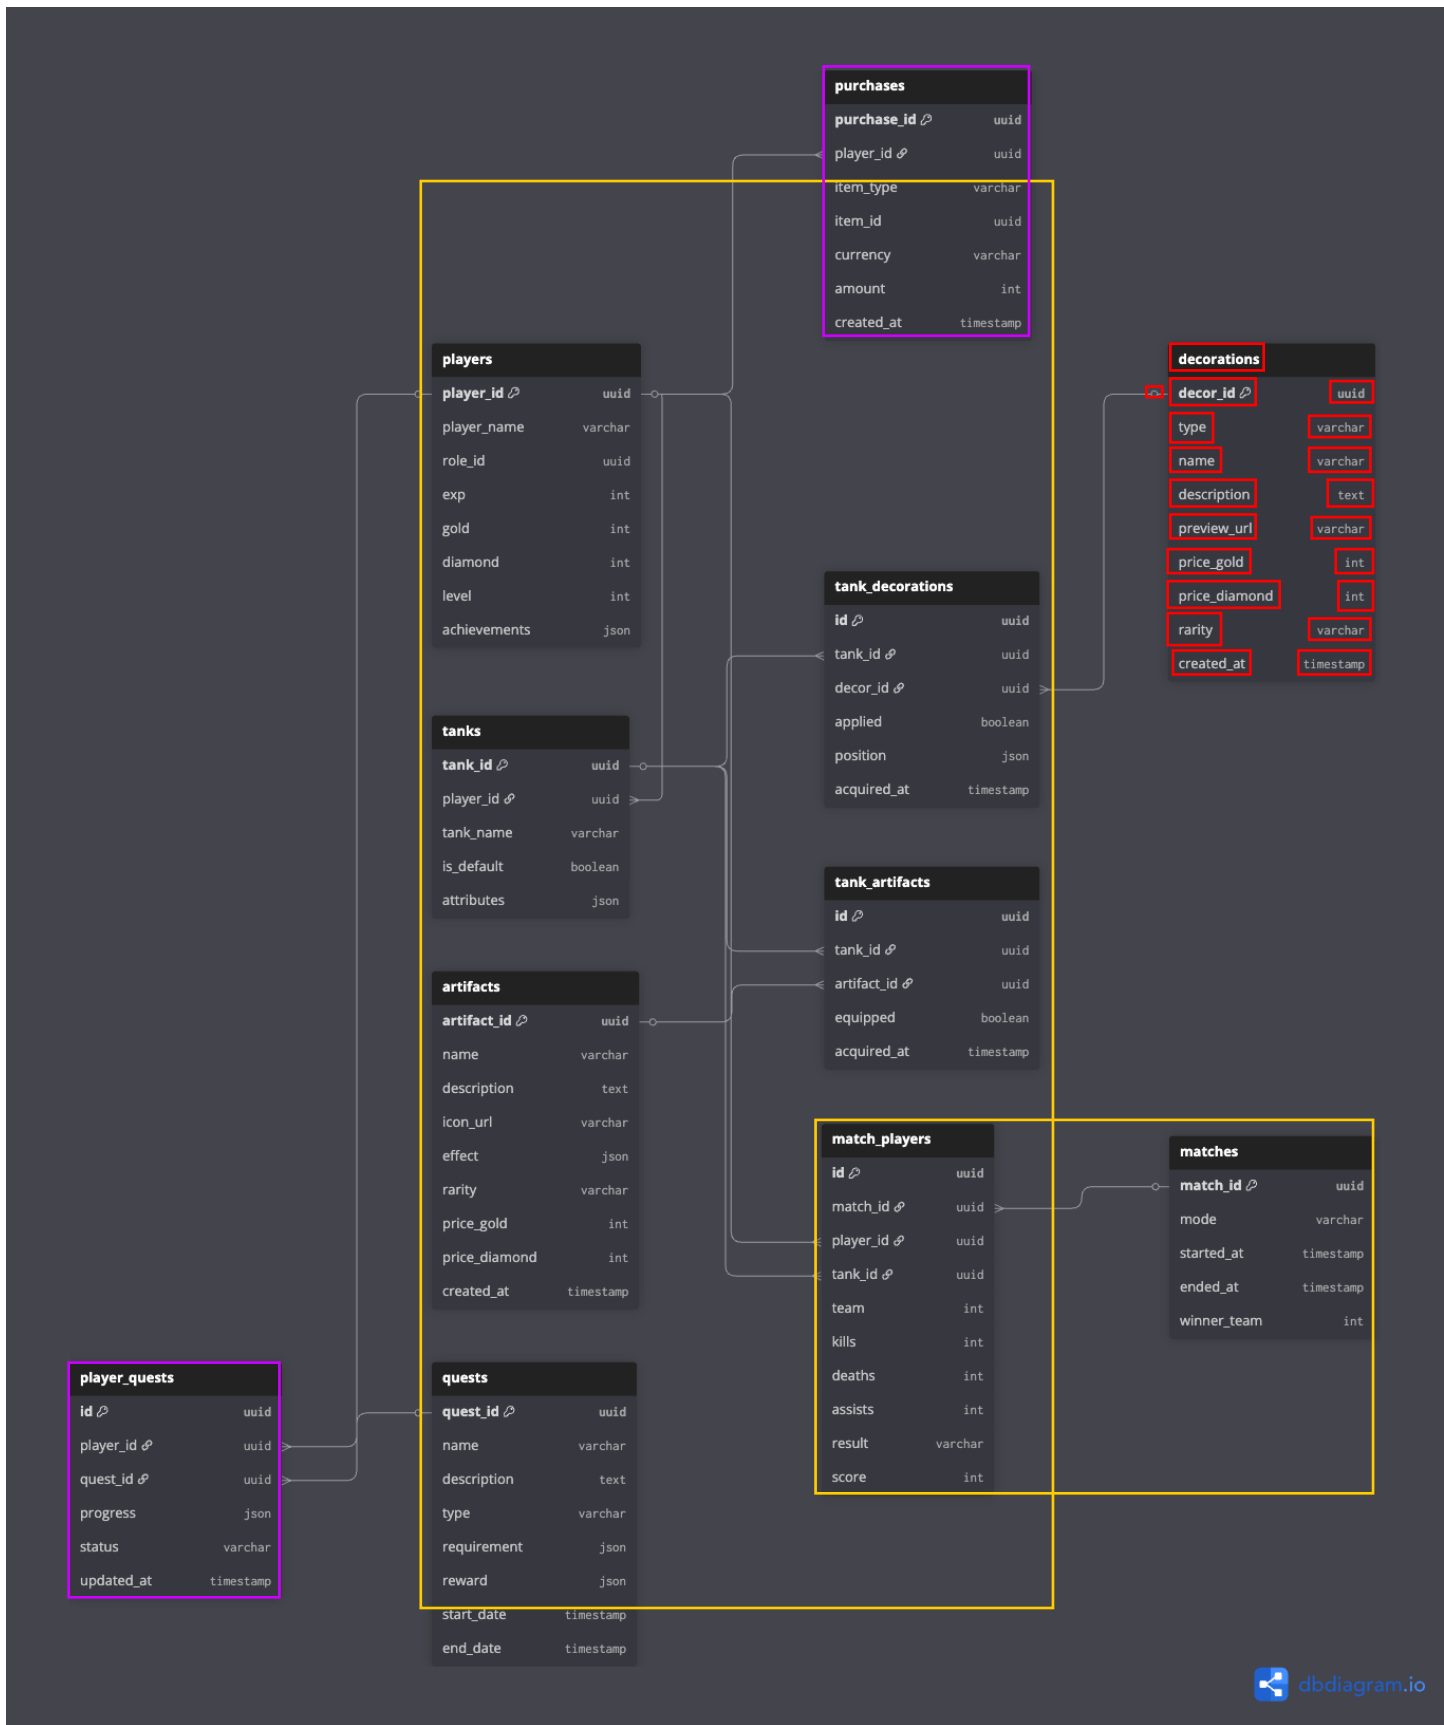 purchases
purchase_id uuid
player_id uuid
item_type varchar
item_id uuid
currency varchar
amount int
created_at timestamp
players
player_id uuid
player_name varchar
role_id uuid
exp int
gold int
diamond int
level int
achievements json
decorations
decor_id uuid
type varchar
name varchar
description text
preview_url varchar
price_gold int
price_diamond int
rarity varchar
created_at timestamp
tank_decorations
id uuid
tank_id uuid
decor_id uuid
applied boolean
position json
acquired_at timestamp
tanks
tank_id uuid
player_id uuid
tank_name varchar
is_default boolean
attributes json
tank_artifacts
id uuid
tank_id uuid
artifact_id uuid
equipped boolean
acquired_at timestamp
artifacts
artifact_id uuid
name varchar
description text
icon_url varchar
effect json
rarity varchar
price_gold int
price_diamond int
created_at timestamp
match_players
id uuid
match_id uuid
player_id uuid
tank_id uuid
team int
kills int
deaths int
assists int
result varchar
score int
matches
match_id uuid
mode varchar
started_at timestamp
ended_at timestamp
winner_team int
player_quests
id uuid
player_id uuid
quest_id uuid
progress json
status varchar
updated_at timestamp
quests
quest_id uuid
name varchar
description text
type varchar
requirement json
reward json
start_date timestamp
end_date timestamp
dbdiagram.io